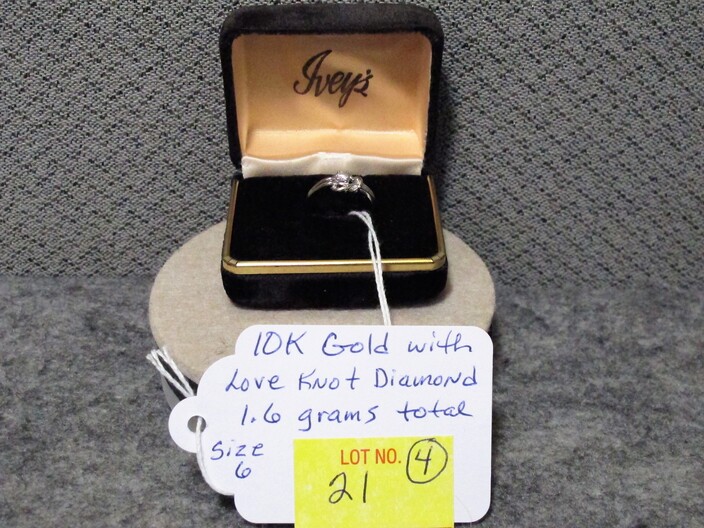 Ivey's
10K Gold with
Love Knot Diamond
1.6 grams total
Size
6
LOT NO. 4
21